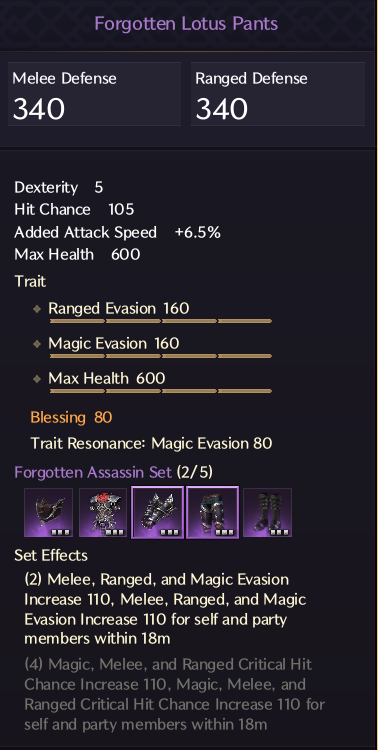 Forgotten Lotus Pants
Melee Defense
340
Ranged Defense
340
Dexterity 5
Hit Chance 105
Added Attack Speed +6.5%
Max Health 600
Trait
Ranged Evasion 160
Magic Evasion 160
Max Health 600
Blessing 80
Trait Resonance: Magic Evasion 80
Forgotten Assassin Set (2/5)
Set Effects
(2) Melee, Ranged, and Magic Evasion
Increase 110, Melee, Ranged, and Magic
Evasion Increase 110 for self and party
members within 18m
(4) Magic, Melee, and Ranged Critical Hit
Chance Increase 110, Magic, Melee, and
Ranged Critical Hit Chance Increase 110 for
self and party members within 18m